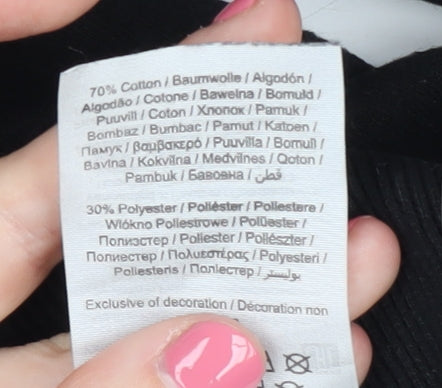 70% Cotton / Baumwolle / Algodón /
Algodão / Cotone / Bawełna / Bomuld /
Puuvill / Coton / Хлопок / Pamuk /
Bombaz / Bumbac / Pamut / Katoen /
Памук / βαμβακερό / Puuvilla / Bomull /
Bavlna / Kokvilna / Medvilnes / Qoton /
Pambuk / Бавовна / قطن
30% Polyester / Poliéster / Poliestere /
Włókno Poliestrowe / Polüester /
Полиэстер / Poliester / Poliészter /
Полиестер / Πολυεστέρας / Polyesteri /
Poliesteris / Поліестер / بوليستر
Exclusive of decoration / Décoration non